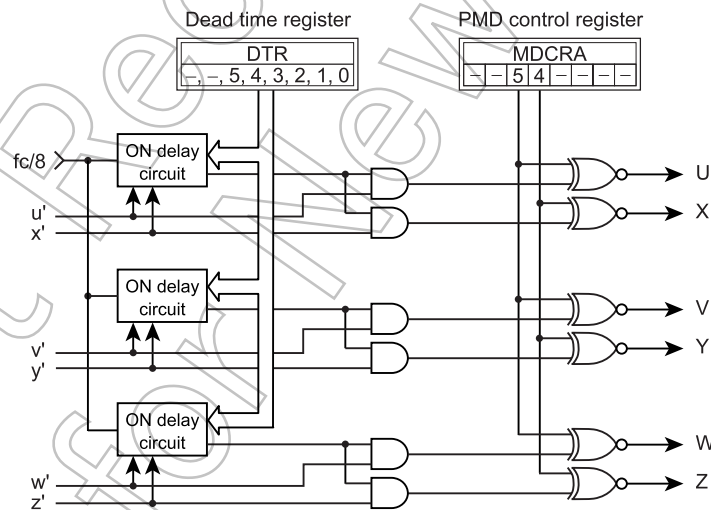 Dead time register
PMD control register
DTR
–, –, 5, 4, 3, 2, 1, 0
MDCRA
– – 5 4 – – – –
fc/8
ON delay
circuit
u'
x'
U
X
ON delay
circuit
v'
y'
V
Y
ON delay
circuit
w'
z'
W
Z